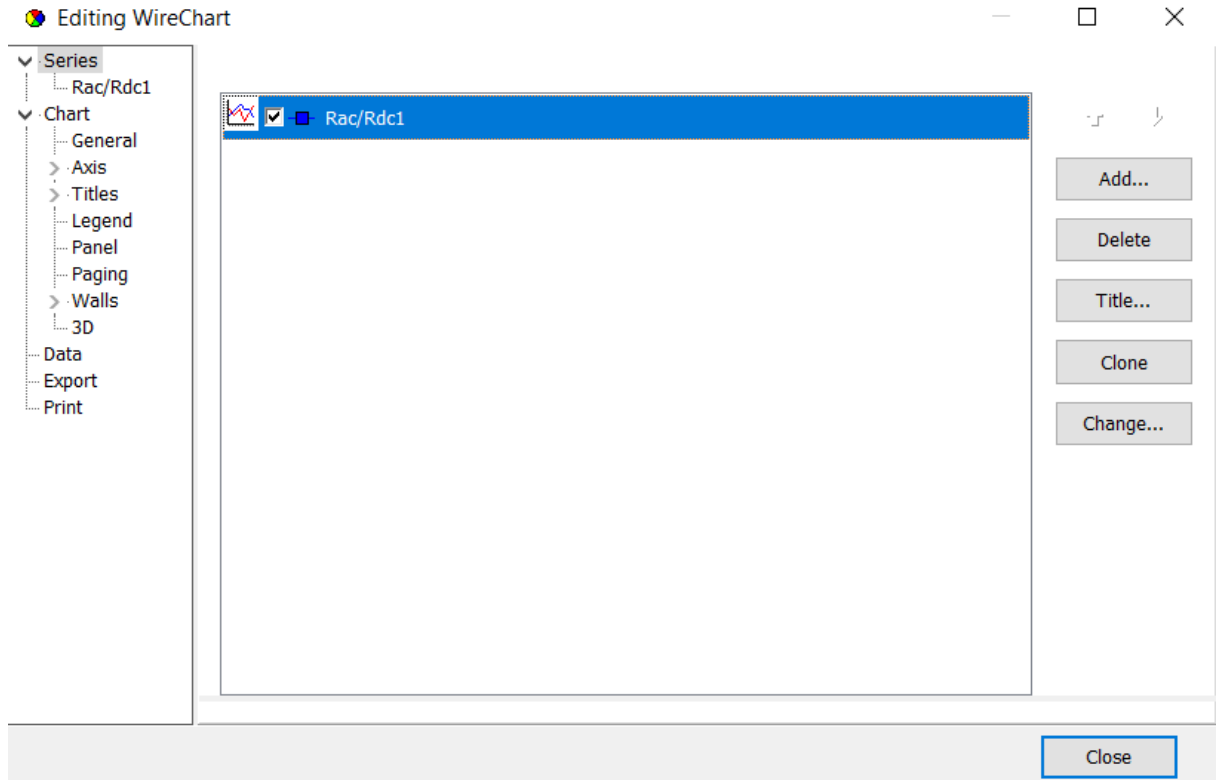 Editing WireChart
Series
Rac/Rdc1
Chart
General
Axis
Titles
Legend
Panel
Paging
Walls
3D
Data
Export
Print
Rac/Rdc1
Add...
Delete
Title...
Clone
Change...
Close